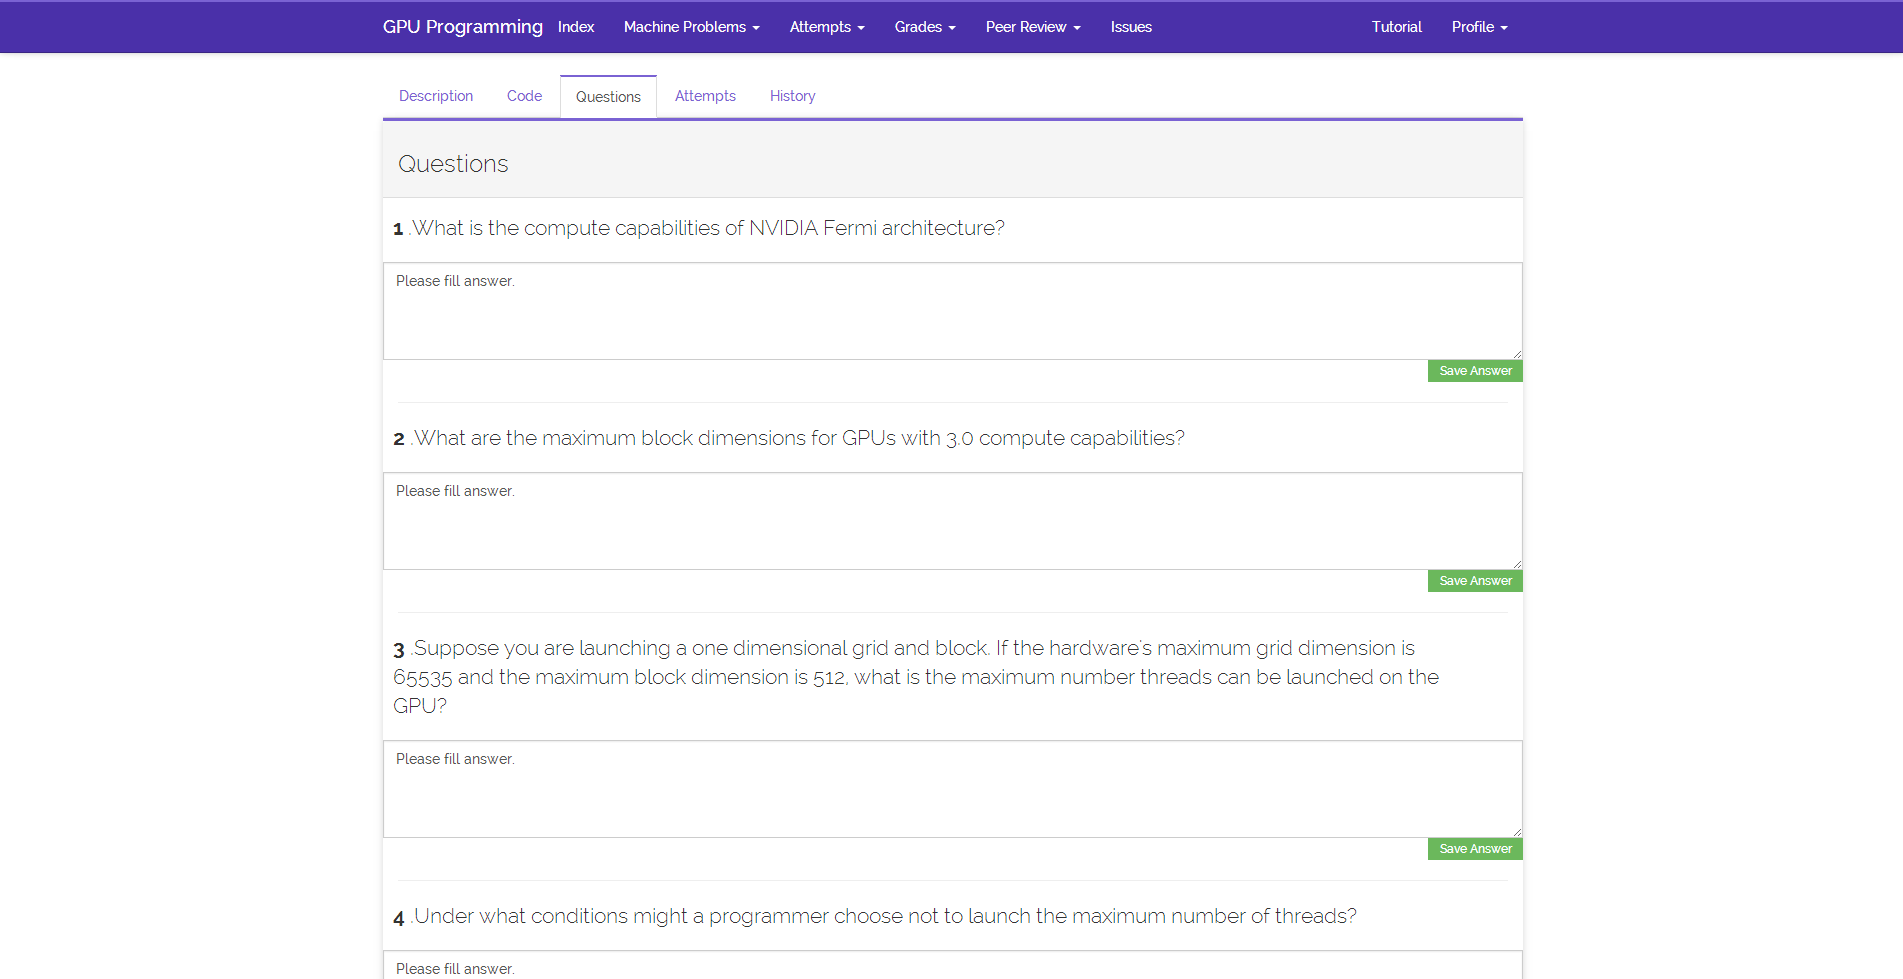 GPU Programming Index Machine Problems Attempts Grades Peer Review Issues Tutorial Profile
Description Code Questions Attempts History
Questions
1 .What is the compute capabilities of NVIDIA Fermi architecture?
Please fill answer.
Save Answer
2 .What are the maximum block dimensions for GPUs with 3.0 compute capabilities?
Please fill answer.
Save Answer
3 .Suppose you are launching a one dimensional grid and block. If the hardware's maximum grid dimension is
65535 and the maximum block dimension is 512, what is the maximum number threads can be launched on the
GPU?
Please fill answer.
Save Answer
4 .Under what conditions might a programmer choose not to launch the maximum number of threads?
Please fill answer.